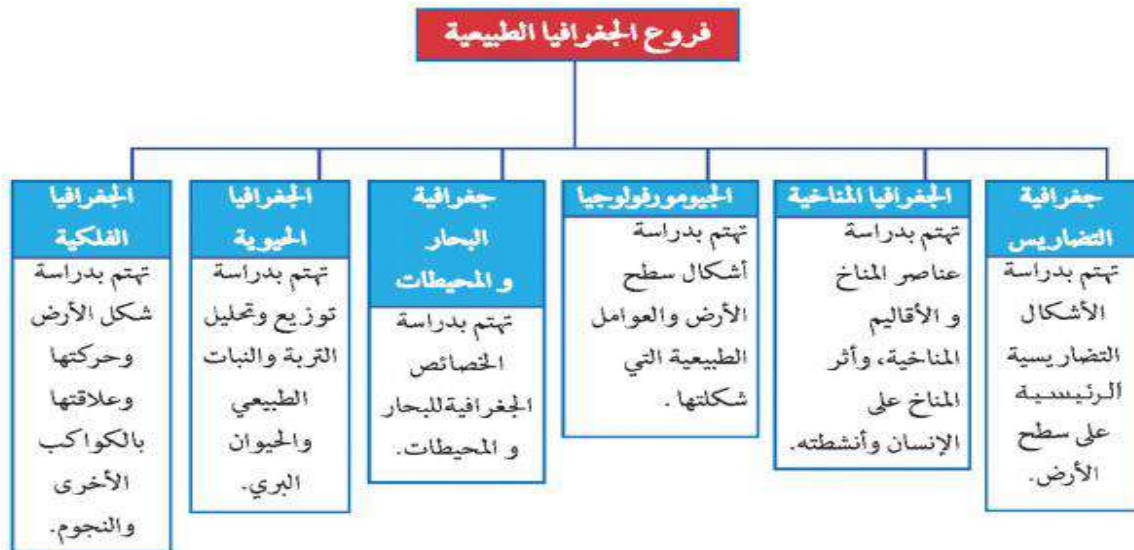 فروع الجغرافيا الطبيعية
جغرافية
التضاريس
تهتم بدراسة
الأشكال
التضاريسية
الرئيسية
على سطح
الأرض.
الجغرافيا المناخية
تهتم بدراسة
عناصر المناخ
و الأقاليم
المناخية، وأثر
المناخ على
الإنسان وأنشطته.
الجيومورفولوجيا
تهتم بدراسة
أشكال سطح
الأرض والعوامل
الطبيعية التي
شكلتها .
جغرافية
البحار
و المحيطات
تهتم بدراسة
الخصائص
الجغرافية للبحار
و المحيطات.
الجغرافيا
الحيوية
تهتم بدراسة
توزيع وتحليل
التربة والنبات
الطبيعي
والحيوان
البري.
الجغرافيا
الفلكية
تهتم بدراسة
شكل الأرض
وحركتها
وعلاقتها
بالكواكب
الأخرى
والنجوم.